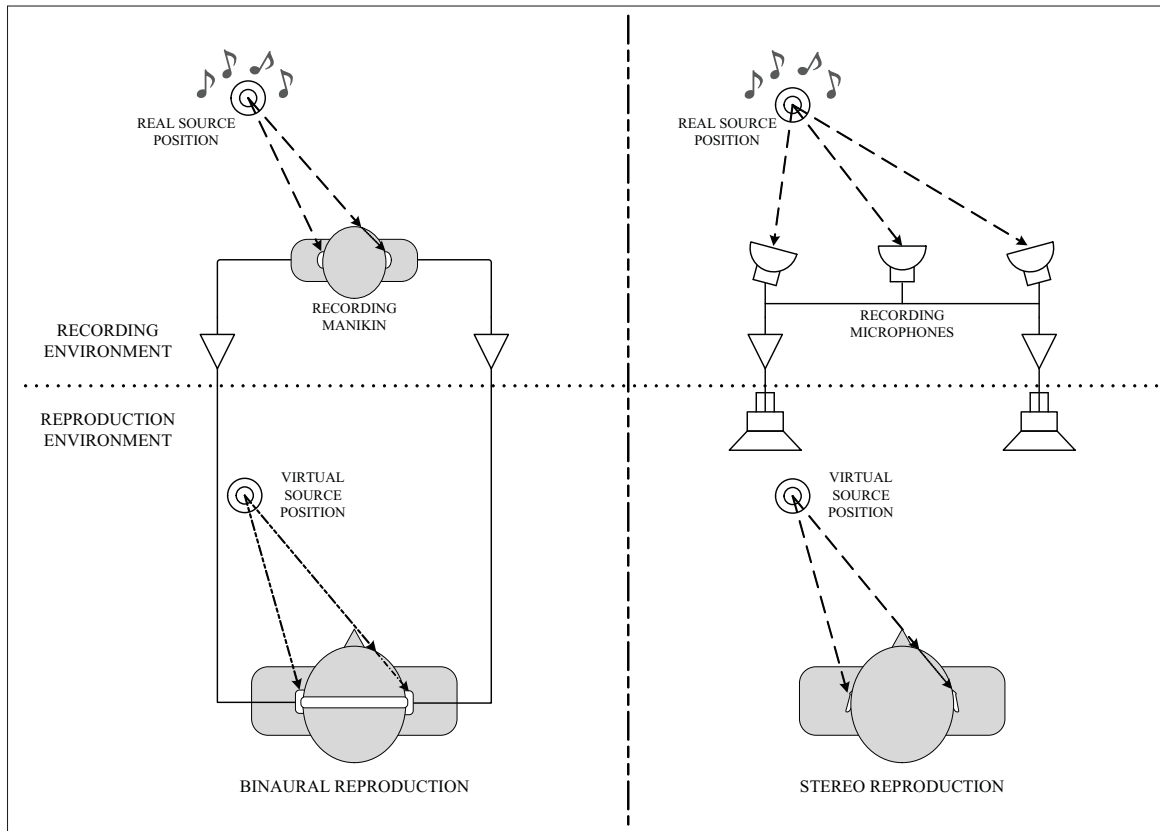 REAL SOURCE
POSITION
RECORDING
MANIKIN
RECORDING
ENVIRONMENT
REPRODUCTION
ENVIRONMENT
VIRTUAL
SOURCE
POSITION
BINAURAL REPRODUCTION
REAL SOURCE
POSITION
RECORDING
MICROPHONES
VIRTUAL
SOURCE
POSITION
STEREO REPRODUCTION